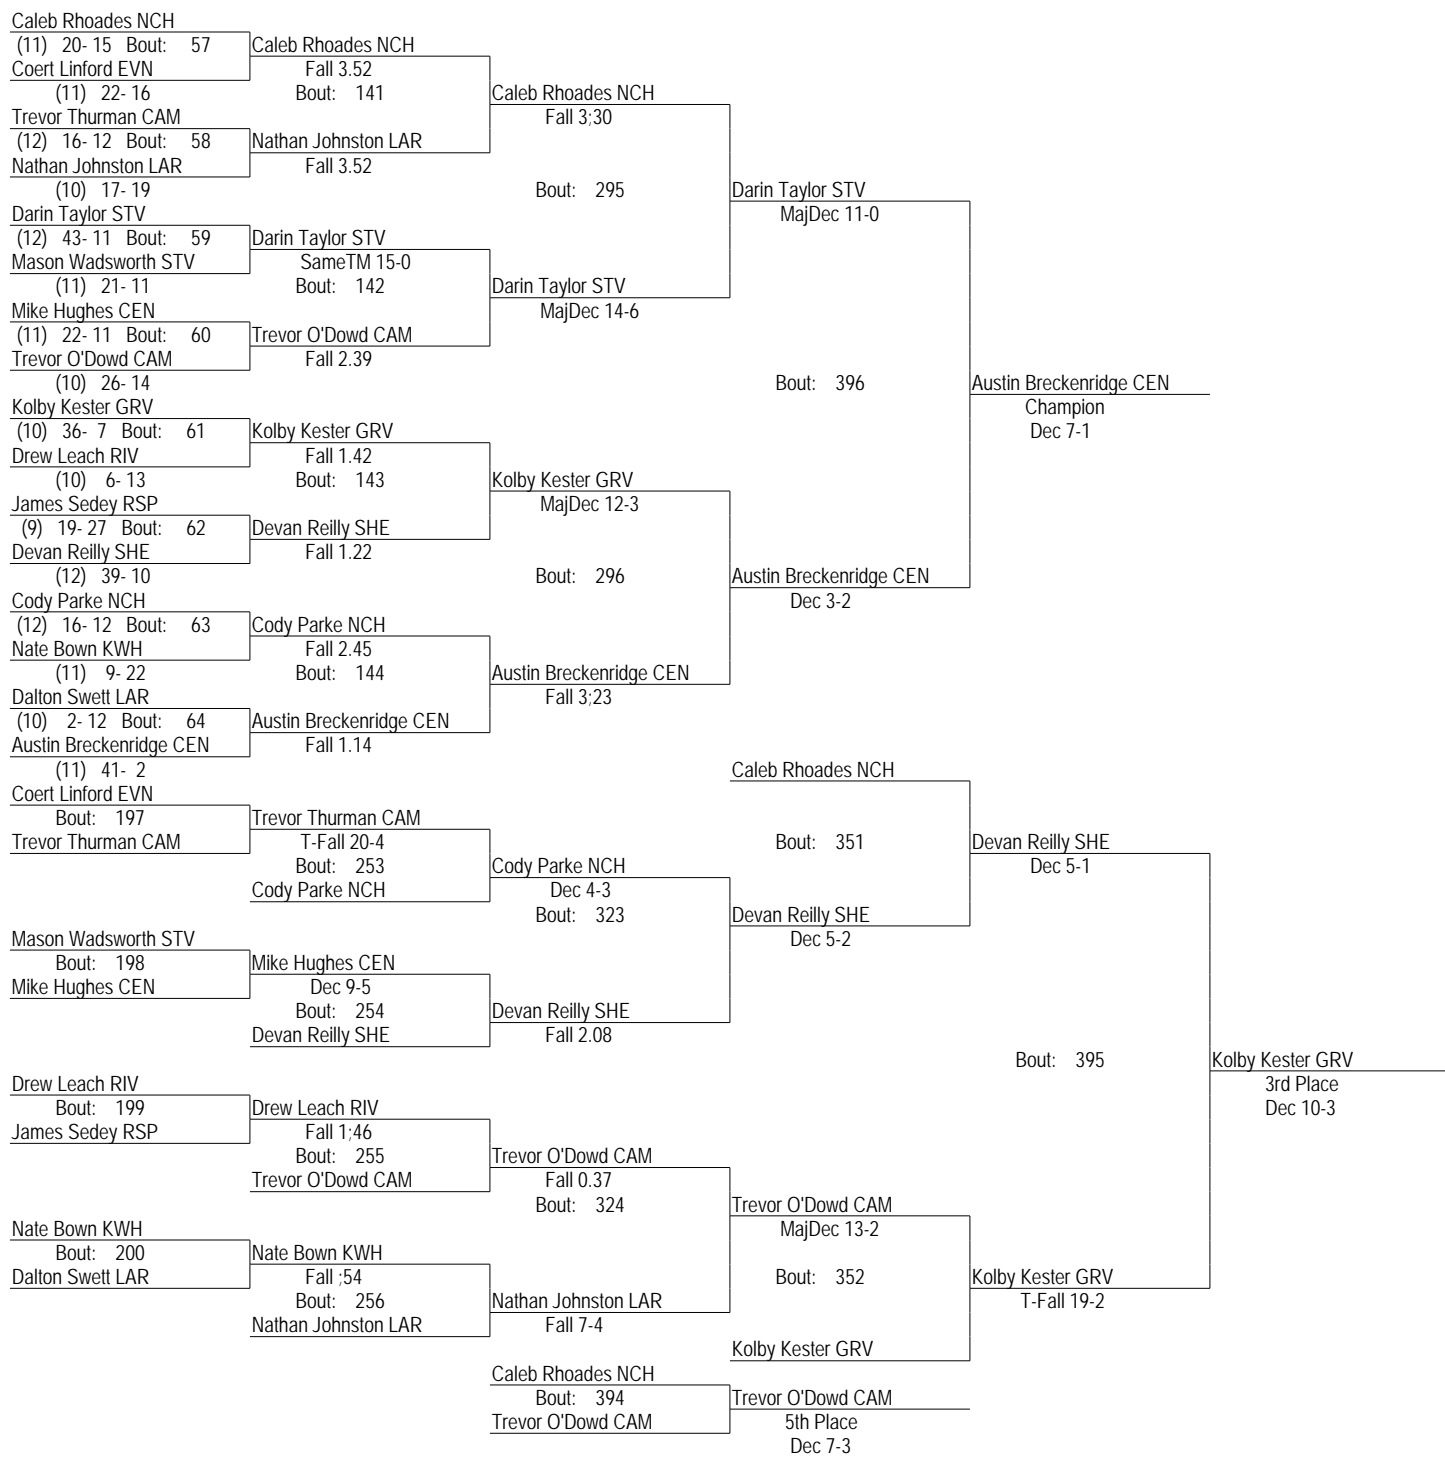 Caleb Rhoades NCH
(11) 20- 15 Bout: 57 Caleb Rhoades NCH
Coert Linford EVN Fall 3.52
(11) 22- 16 Bout: 141 Caleb Rhoades NCH
Trevor Thurman CAM Fall 3;30
(12) 16- 12 Bout: 58 Nathan Johnston LAR
Nathan Johnston LAR Fall 3.52
(10) 17- 19 Bout: 295 Darin Taylor STV
Darin Taylor STV MajDec 11-0
(12) 43- 11 Bout: 59 Darin Taylor STV
Mason Wadsworth STV SameTM 15-0
(11) 21- 11 Bout: 142 Darin Taylor STV
Mike Hughes CEN MajDec 14-6
(11) 22- 11 Bout: 60 Trevor O'Dowd CAM
Trevor O'Dowd CAM Fall 2.39
(10) 26- 14 Bout: 396 Austin Breckenridge CEN
Kolby Kester GRV Champion
(10) 36- 7 Bout: 61 Kolby Kester GRV Dec 7-1
Drew Leach RIV Fall 1.42
(10) 6- 13 Bout: 143 Kolby Kester GRV
James Sedey RSP MajDec 12-3
(9) 19- 27 Bout: 62 Devan Reilly SHE
Devan Reilly SHE Fall 1.22
(12) 39- 10 Bout: 296 Austin Breckenridge CEN
Cody Parke NCH Dec 3-2
(12) 16- 12 Bout: 63 Cody Parke NCH
Nate Bown KWH Fall 2.45
(11) 9- 22 Bout: 144 Austin Breckenridge CEN
Dalton Swett LAR Fall 3;23
(10) 2- 12 Bout: 64 Austin Breckenridge CEN
Austin Breckenridge CEN Fall 1.14
(11) 41- 2 Caleb Rhoades NCH
Coert Linford EVN
Bout: 197 Trevor Thurman CAM
Trevor Thurman CAM T-Fall 20-4 Bout: 351 Devan Reilly SHE
Bout: 253 Cody Parke NCH Dec 5-1
Cody Parke NCH Dec 4-3
Bout: 323 Devan Reilly SHE
Mason Wadsworth STV Dec 5-2
Bout: 198 Mike Hughes CEN
Mike Hughes CEN Dec 9-5
Bout: 254 Devan Reilly SHE
Devan Reilly SHE Fall 2.08
Bout: 395 Kolby Kester GRV
Drew Leach RIV 3rd Place
Bout: 199 Drew Leach RIV Dec 10-3
James Sedey RSP Fall 1;46
Bout: 255 Trevor O'Dowd CAM
Trevor O'Dowd CAM Fall 0.37
Bout: 324 Trevor O'Dowd CAM
Nate Bown KWH MajDec 13-2
Bout: 200 Nate Bown KWH
Dalton Swett LAR Fall ;54 Bout: 352 Kolby Kester GRV
Bout: 256 Nathan Johnston LAR T-Fall 19-2
Nathan Johnston LAR Fall 7-4
Kolby Kester GRV
Caleb Rhoades NCH
Bout: 394 Trevor O'Dowd CAM
Trevor O'Dowd CAM 5th Place
Dec 7-3